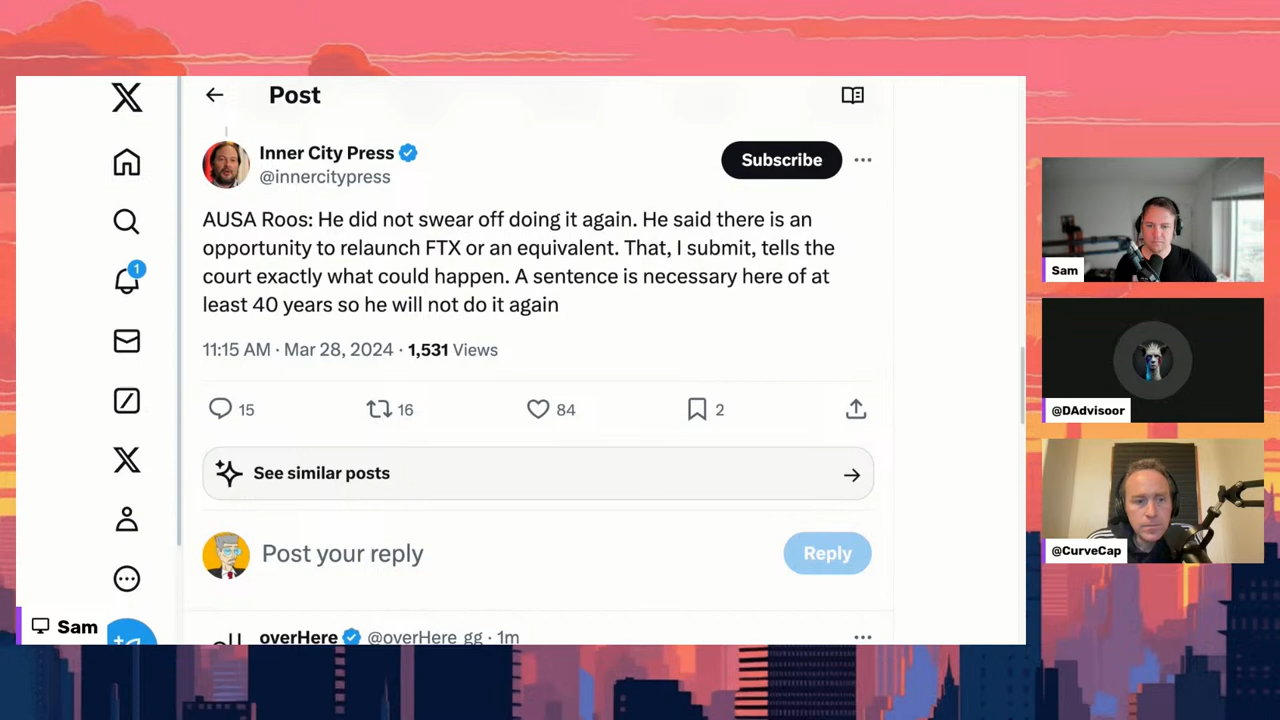 Post
Inner City Press
@innercitypress
Subscribe
AUSA Roos: He did not swear off doing it again. He said there is an
opportunity to relaunch FTX or an equivalent. That, I submit, tells the
court exactly what could happen. A sentence is necessary here of at
least 40 years so he will not do it again
11:15 AM · Mar 28, 2024 · 1,531 Views
15
16
84
2
See similar posts
Post your reply
Reply
overHere @overHere_gg · 1m
1
Sam
Sam
@DAdvisoor
@CurveCap